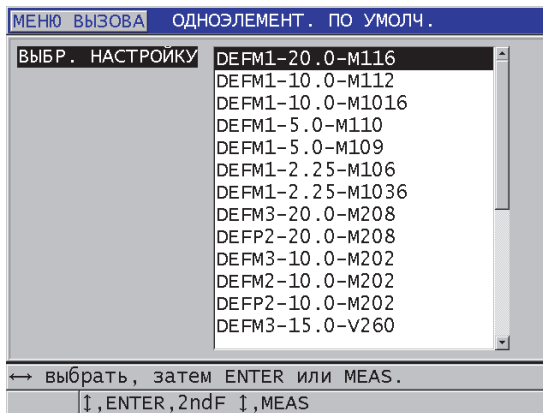 МЕНЮ ВЫЗОВА ОДНОЭЛЕМЕНТ. ПО УМОЛЧ.
ВЫБР. НАСТРОЙКУ DEFM1-20.0-M116
DEFM1-10.0-M112
DEFM1-10.0-M1016
DEFM1-5.0-M110
DEFM1-5.0-M109
DEFM1-2.25-M106
DEFM1-2.25-M1036
DEFM3-20.0-M208
DEFP2-20.0-M208
DEFM3-10.0-M202
DEFM2-10.0-M202
DEFP2-10.0-M202
DEFM3-15.0-V260
↔ выбрать, затем ENTER или MEAS.
↕,ENTER,2ndF ↕,MEAS